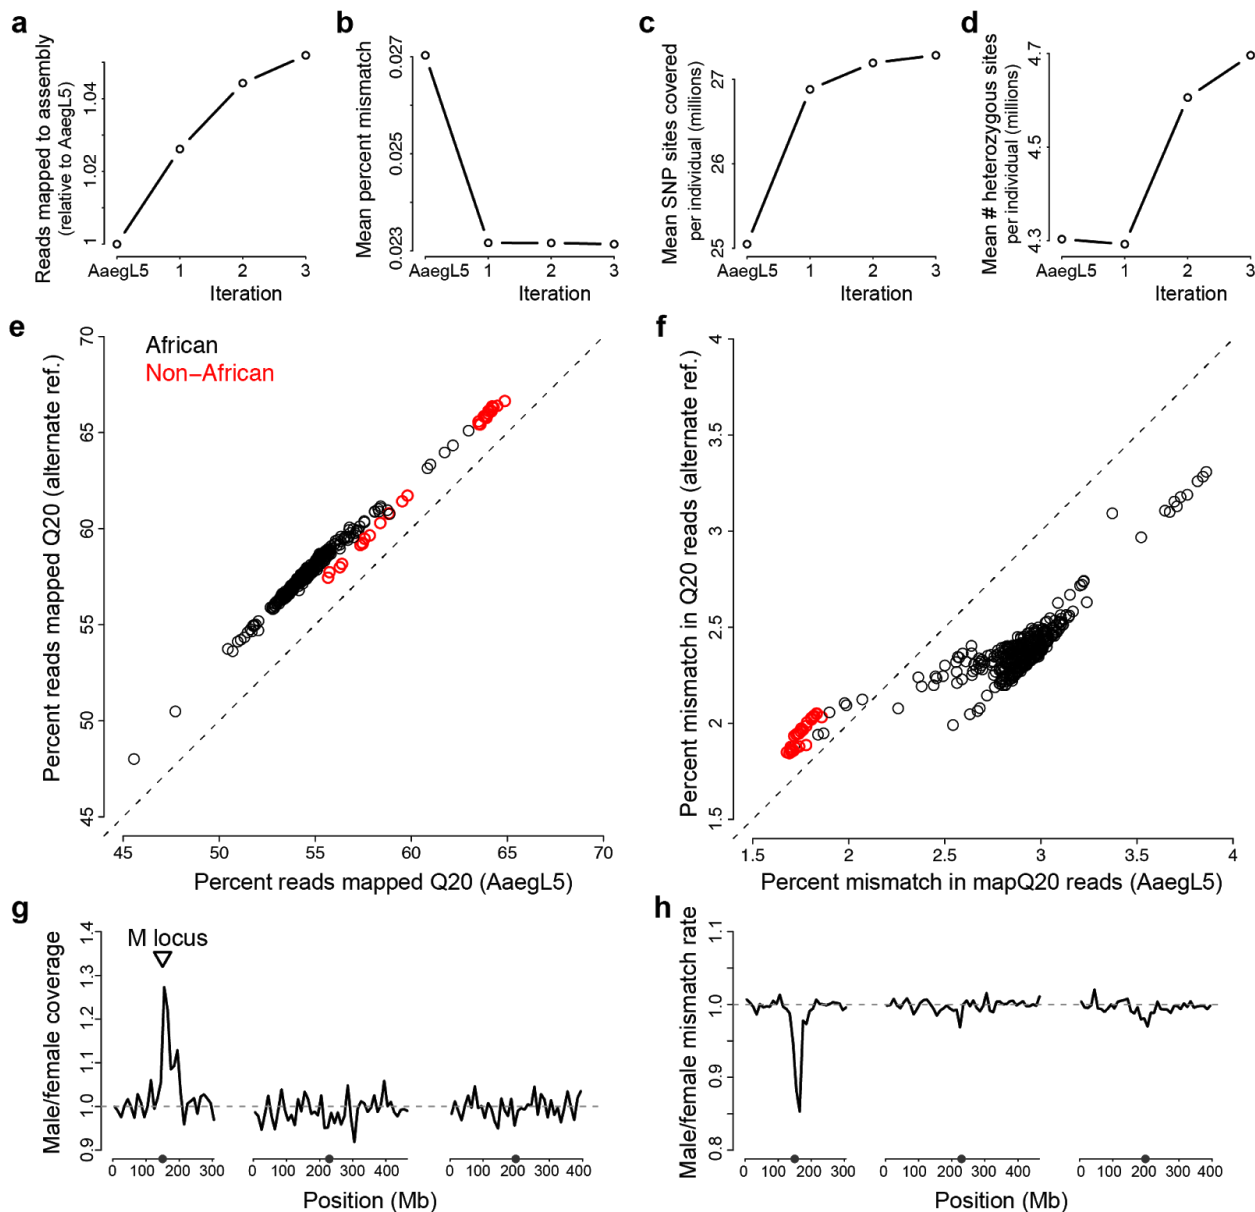 a
Reads mapped to assembly
(relative to AaegL5)
1.04
1.02
1
AaegL5 1 2 3
Iteration
b
Mean percent mismatch
0.027
0.025
0.023
AaegL5 1 2 3
Iteration
c
Mean SNP sites covered
per individual (millions)
27
26
25
AaegL5 1 2 3
Iteration
d
Mean # heterozygous sites
per individual (millions)
4.7
4.5
4.3
AaegL5 1 2 3
Iteration
e
African
Non-African
Percent reads mapped Q20 (alternate ref.)
70
65
60
55
50
45
45 50 55 60 65 70
Percent reads mapped Q20 (AaegL5)
f
Percent mismatch in Q20 reads (alternate ref.)
4
3.5
3
2.5
2
1.5
1.5 2 2.5 3 3.5 4
Percent mismatch in mapQ20 reads (AaegL5)
g
M locus
Male/female coverage
1.4
1.3
1.2
1.1
1.0
0.9
0 100 200 300 0 100 200 300 400 0 100 200 300 400
Position (Mb)
h
Male/female mismatch rate
1.1
1.0
0.9
0.8
0 100 200 300 0 100 200 300 400 0 100 200 300 400
Position (Mb)